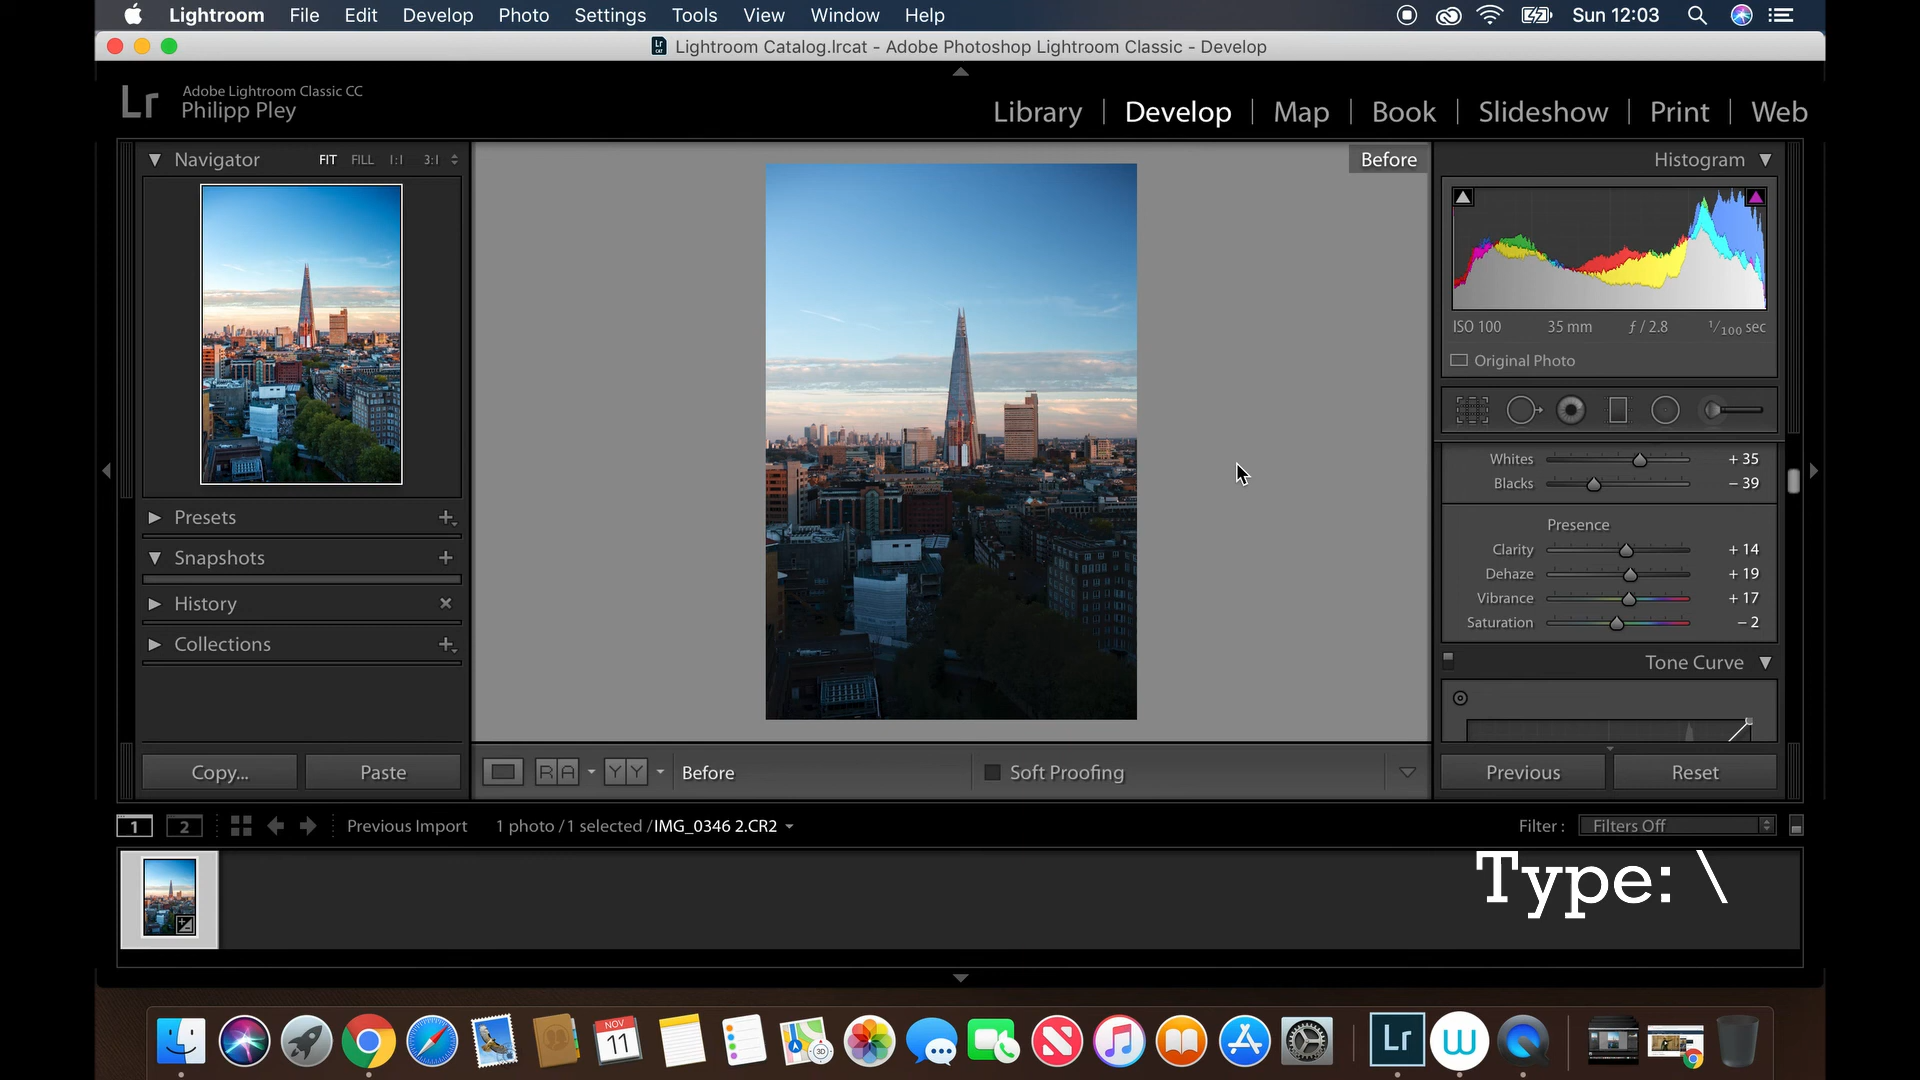 Lightroom File Edit Develop Photo Settings Tools View Window Help Sun 12:03
Lightroom Catalog.lrcat - Adobe Photoshop Lightroom Classic - Develop
Lr Adobe Lightroom Classic CC
Philipp Pley
Library | Develop | Map | Book | Slideshow | Print | Web
Navigator FIT FILL 1:1 3:1
Before
Histogram
ISO 100 35 mm ƒ / 2.8 1/100 sec
Original Photo
Whites + 35
Blacks − 39
Presence
Clarity + 14
Dehaze + 19
Vibrance + 17
Saturation − 2
Tone Curve
Presets
Snapshots
History
Collections
Copy... Paste
R A Y Y Before Soft Proofing
Previous Reset
1 2 Previous Import 1 photo / 1 selected / IMG_0346 2.CR2 Filter : Filters Off
Type: \
NOV
11
3D
Lr